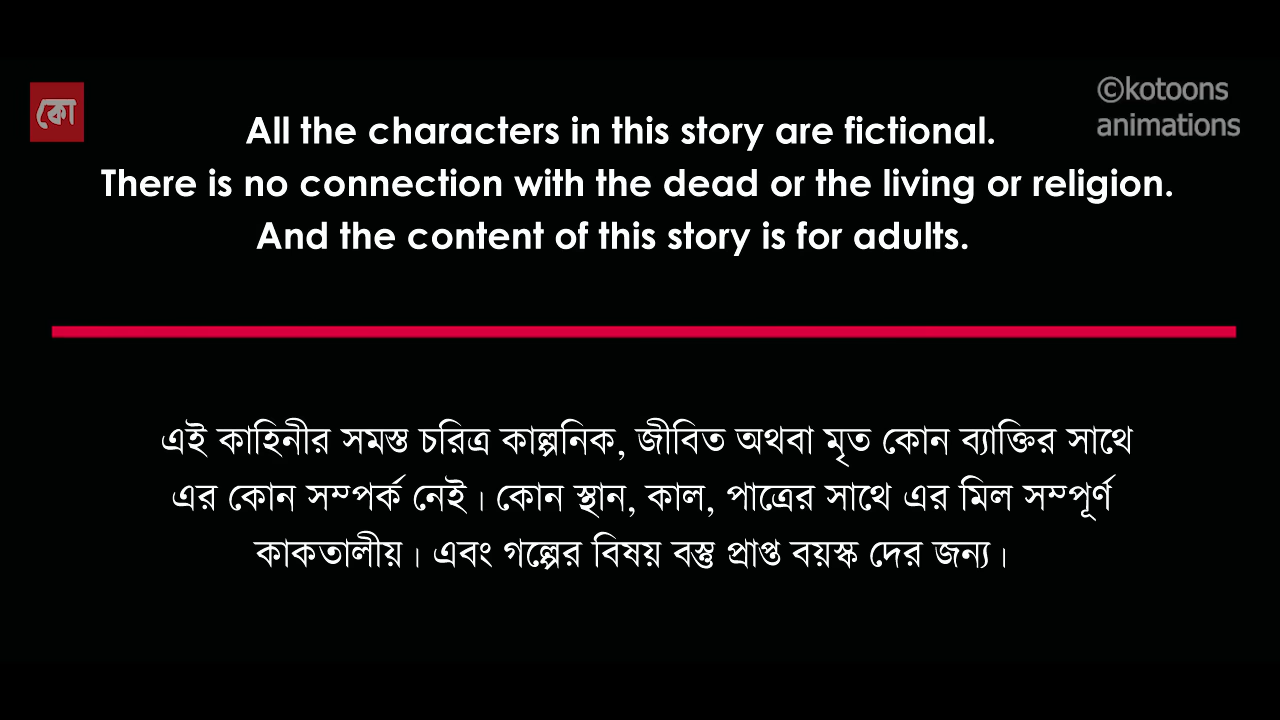 কো
©kotoons
animations
All the characters in this story are fictional.
There is no connection with the dead or the living or religion.
And the content of this story is for adults.
এই কাহিনীর সমস্ত চরিত্র কাল্পনিক, জীবিত অথবা মৃত কোন ব্যাক্তির সাথে
এর কোন সম্পর্ক নেই। কোন স্থান, কাল, পাত্রের সাথে এর মিল সম্পূর্ণ
কাকতালীয়। এবং গল্পের বিষয় বস্তু প্রাপ্ত বয়স্ক দের জন্য।